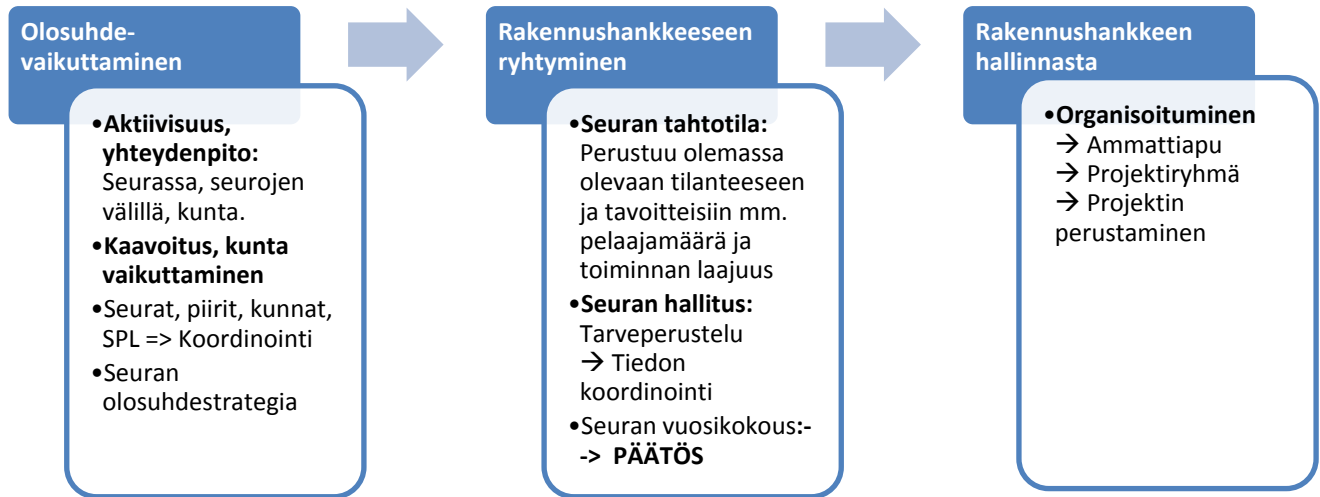 Olosuhde-
vaikuttaminen
•Aktiivisuus,
yhteydenpito:
Seurassa, seurojen
välillä, kunta.
•Kaavoitus, kunta
vaikuttaminen
•Seurat, piirit, kunnat,
SPL => Koordinointi
•Seuran
olosuhdestrategia
Rakennushankkeeseen
ryhtyminen
•Seuran tahtotila:
Perustuu olemassa
olevaan tilanteeseen
ja tavoitteisiin mm.
pelaajamäärä ja
toiminnan laajuus
•Seuran hallitus:
Tarveperustelu
→ Tiedon
koordinointi
•Seuran vuosikokous:-
-> PÄÄTÖS
Rakennushankkeen
hallinnasta
•Organisoituminen
→ Ammattiapu
→ Projektiryhmä
→ Projektin
perustaminen